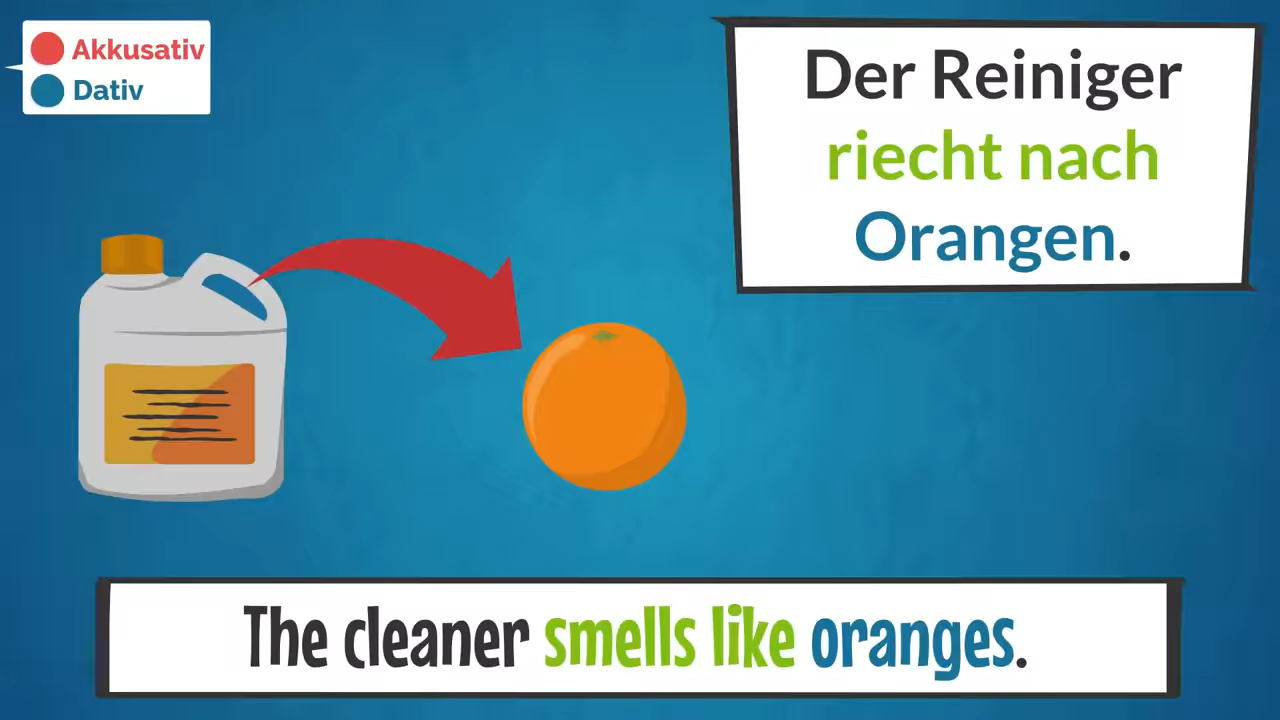 Akkusativ
Dativ
Der Reiniger
riecht nach
Orangen.
The cleaner smells like oranges.